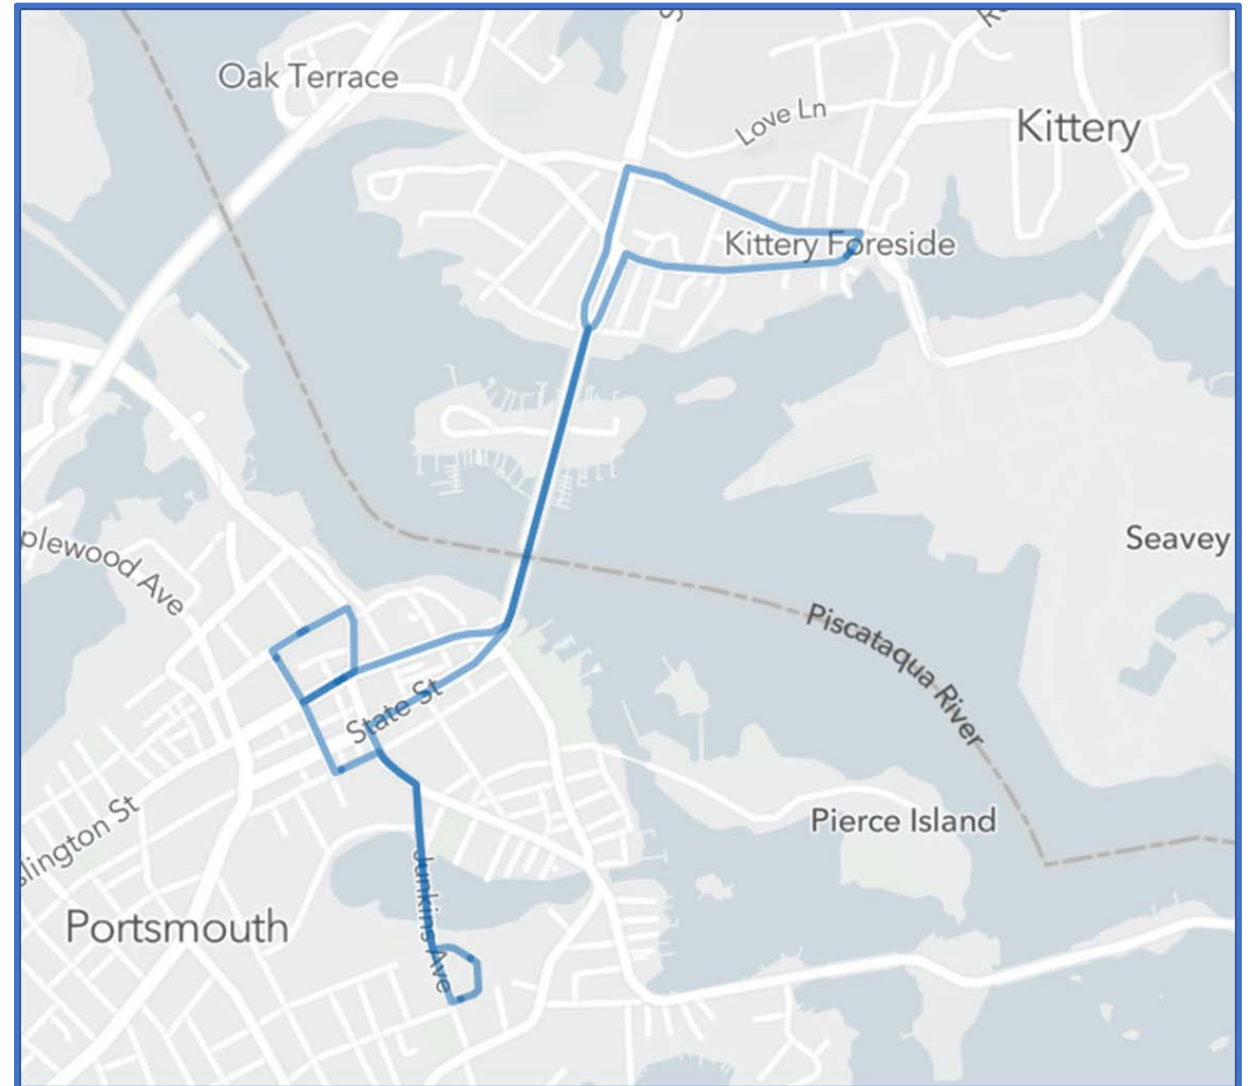 Oak Terrace
Love Ln
Kittery
Kittery Foreside
Seavey
plewood Ave
Piscataqua River
State St
Pierce Island
slington St
Junkins Ave
Portsmouth